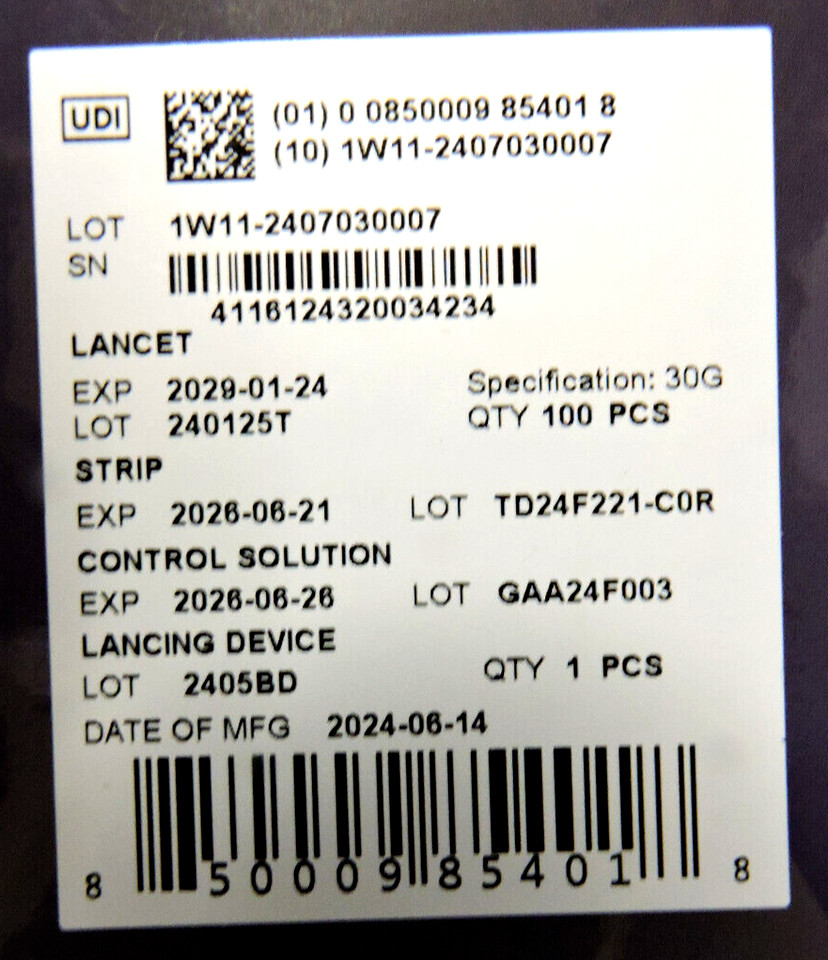 UDI
(01) 0 0850009 85401 8
(10) 1W11-2407030007
LOT 1W11-2407030007
SN
4116124320034234
LANCET
EXP 2029-01-24 Specification: 30G
LOT 240125T QTY 100 PCS
STRIP
EXP 2026-06-21 LOT TD24F221-C0R
CONTROL SOLUTION
EXP 2026-06-26 LOT GAA24F003
LANCING DEVICE
LOT 2405BD QTY 1 PCS
DATE OF MFG 2024-06-14
8 50009 85401 8